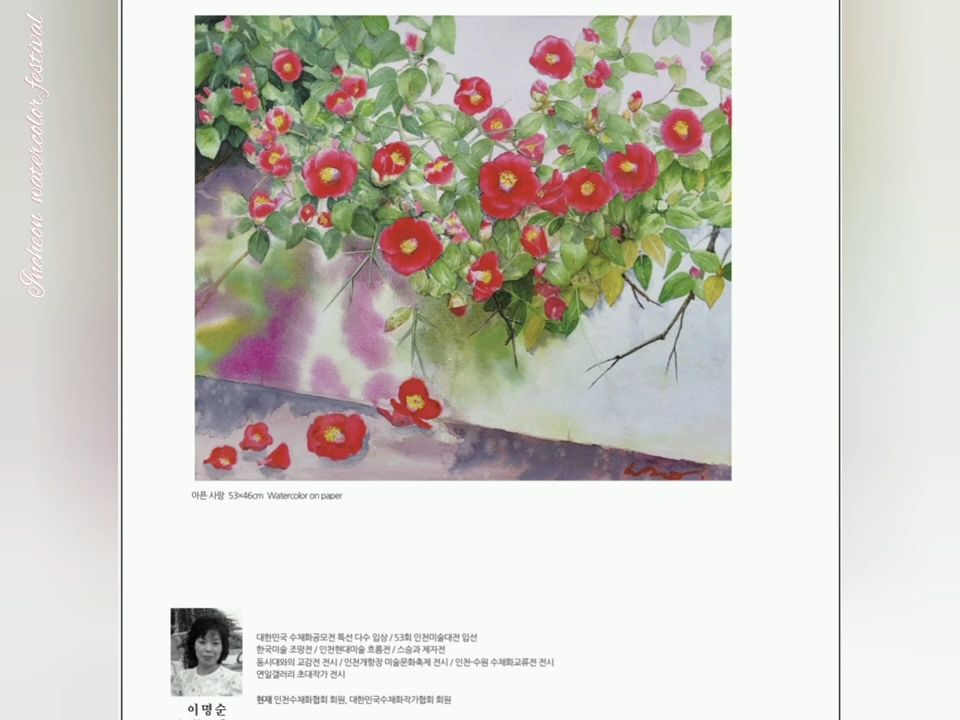 Incheon watercolor festival
아픈 사랑 53×46cm Watercolor on paper
대한민국 수채화공모전 특선 다수 입상 / 53회 인천미술대전 입선
한국미술 조망전 / 인천현대미술 흐름전 / 스승과 제자전
동시대와의 교감전 전시 / 인천개항장 미술문화축제 전시 / 인천-수원 수채화교류전 전시
연일갤러리 초대작가 전시
현재 인천수채화협회 회원, 대한민국수채화작가협회 회원
이명순